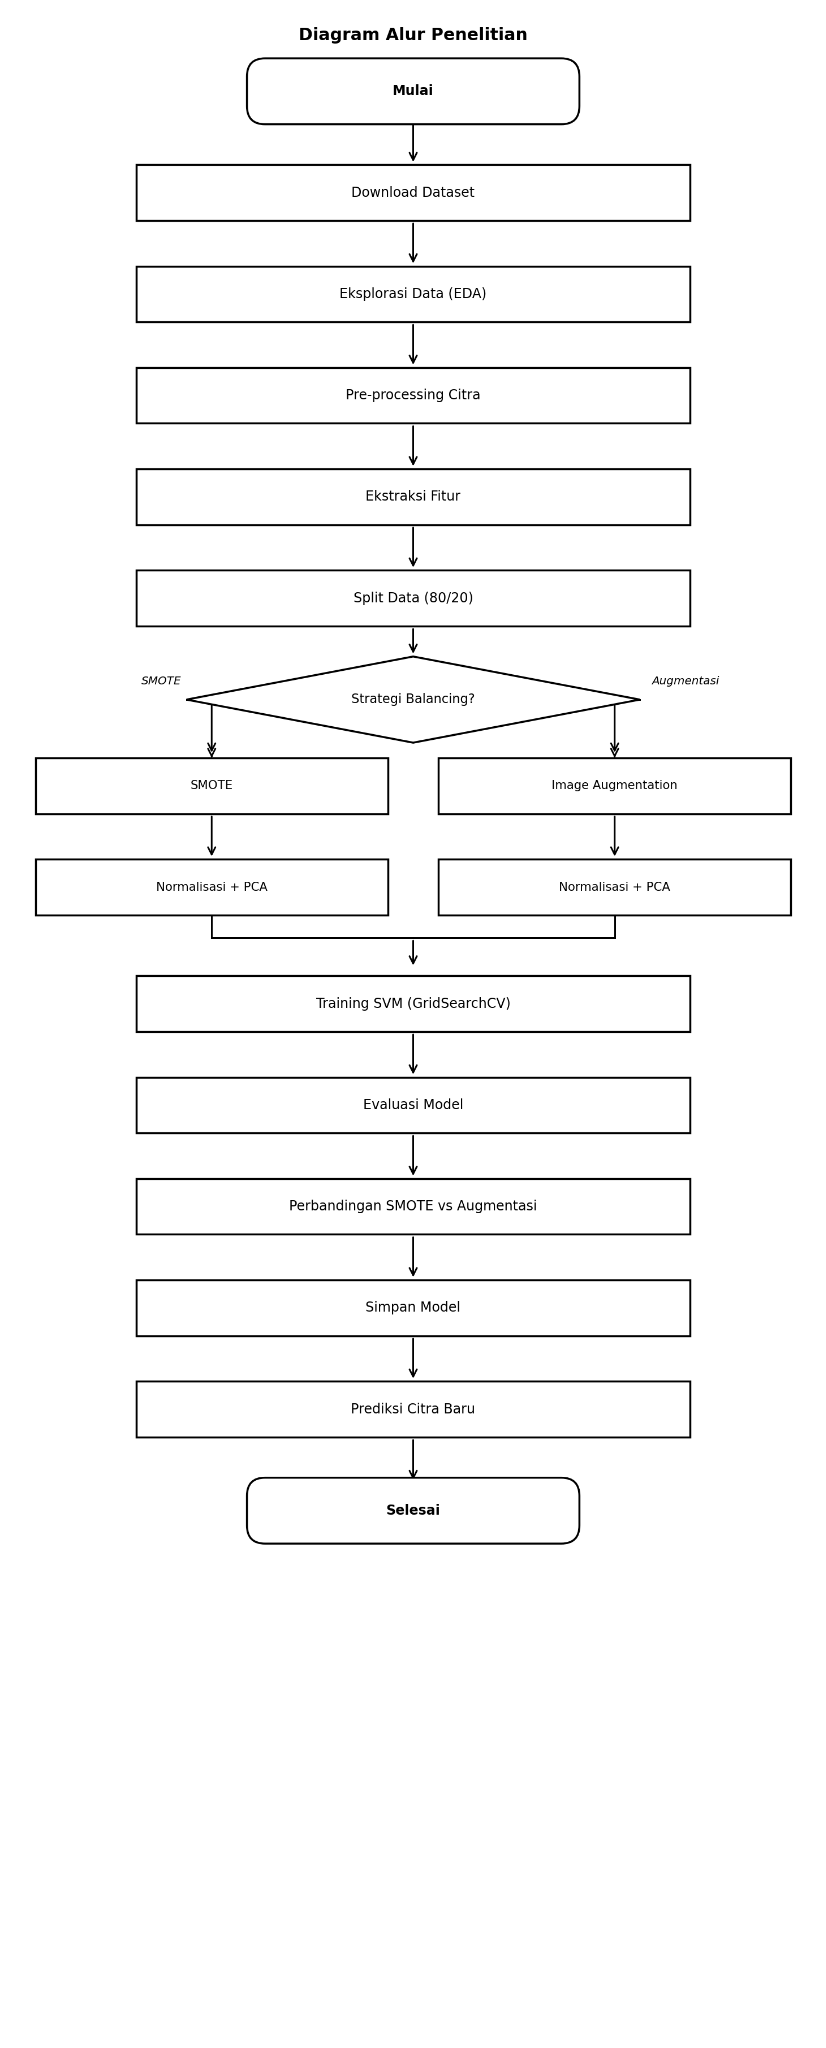 Diagram Alur Penelitian
Mulai
Download Dataset
Eksplorasi Data (EDA)
Pre-processing Citra
Ekstraksi Fitur
Split Data (80/20)
SMOTE
Strategi Balancing?
Augmentasi
SMOTE
Image Augmentation
Normalisasi + PCA
Normalisasi + PCA
Training SVM (GridSearchCV)
Evaluasi Model
Perbandingan SMOTE vs Augmentasi
Simpan Model
Prediksi Citra Baru
Selesai